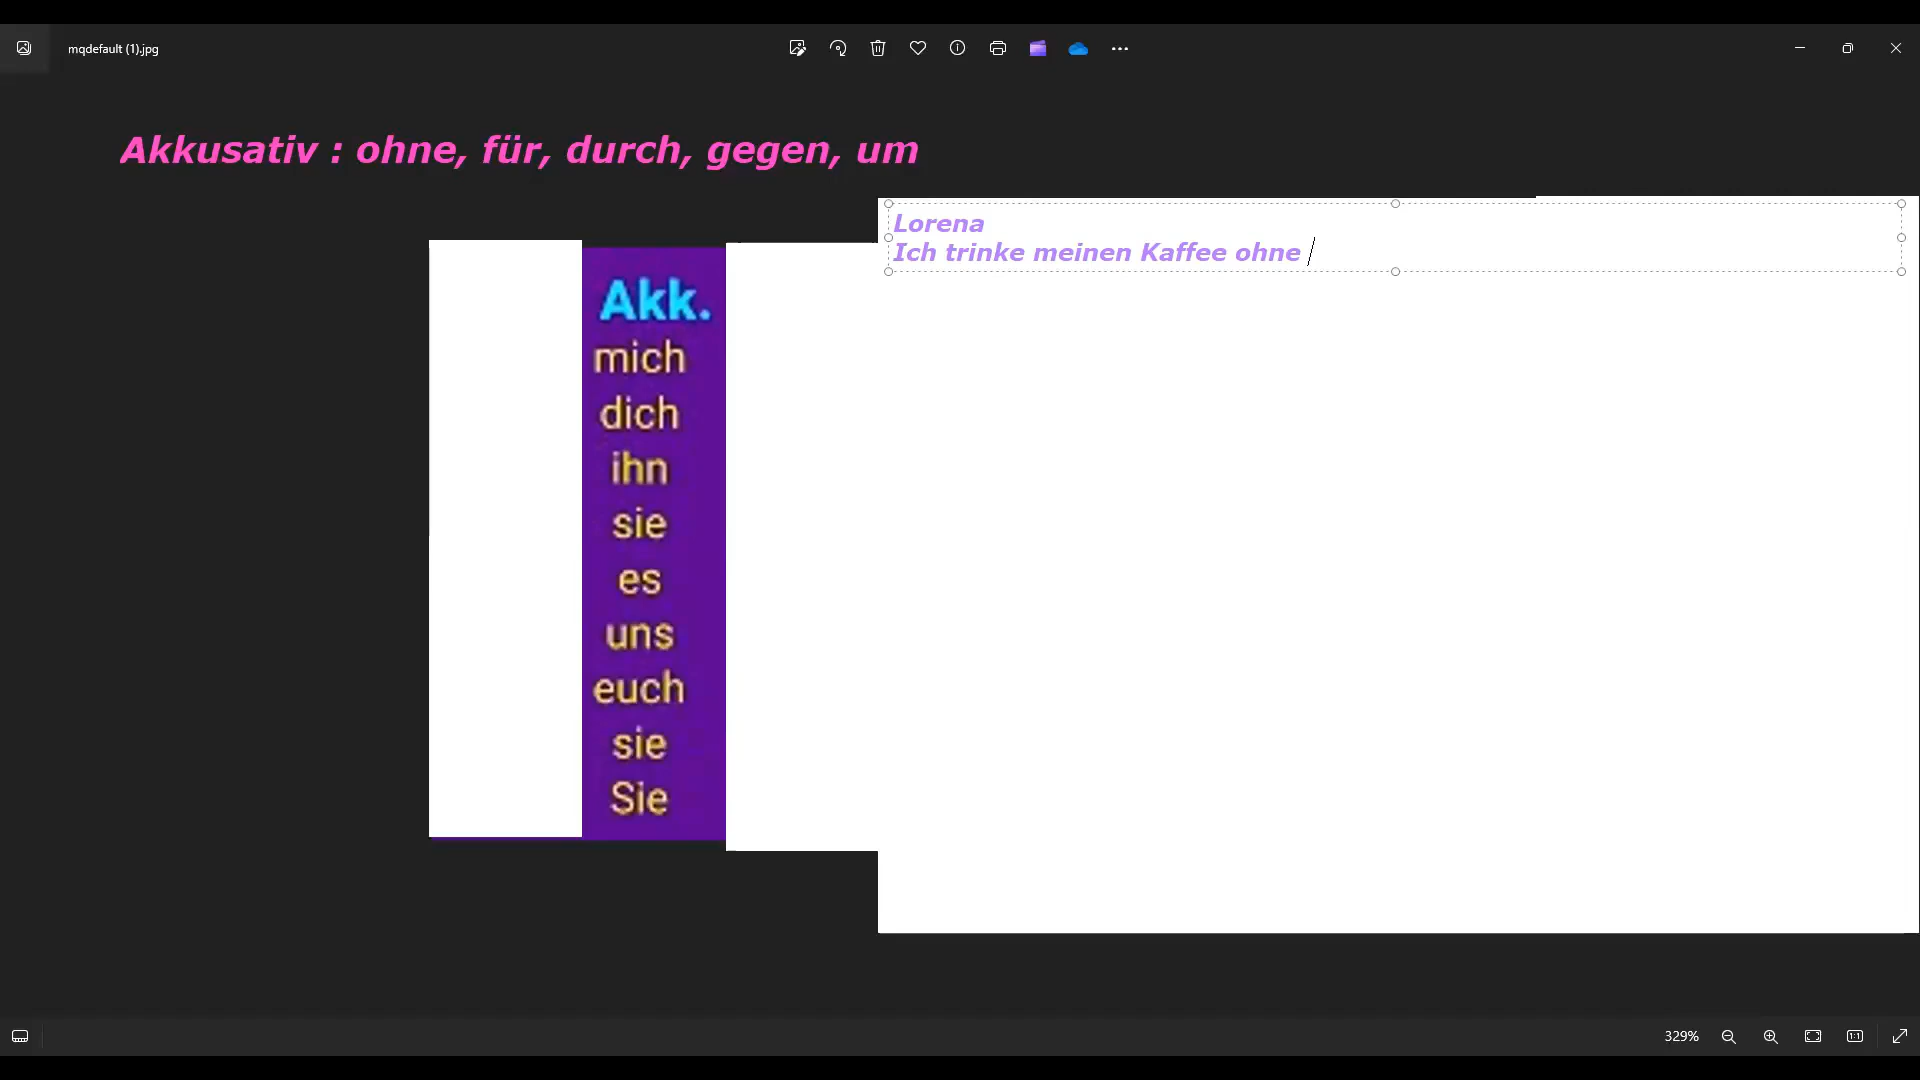 mqdefault (1).jpg
Akkusativ : ohne, für, durch, gegen, um
Lorena
Ich trinke meinen Kaffee ohne
Akk.
mich
dich
ihn
sie
es
uns
euch
sie
Sie
329%